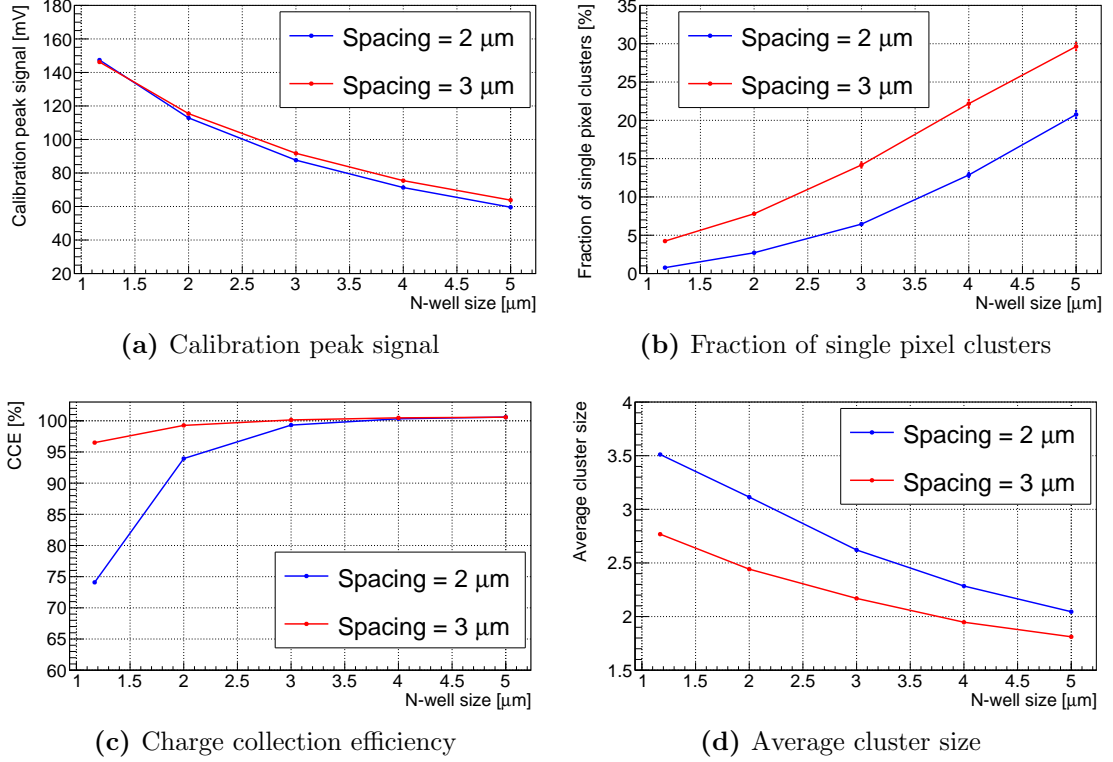 Calibration peak signal [mV]
180
160
140
120
100
80
60
40
20
Spacing = 2 μm
Spacing = 3 μm
1 1.5 2 2.5 3 3.5 4 4.5 5
N-well size [μm]
(a) Calibration peak signal
Fraction of single pixel clusters [%]
35
30
25
20
15
10
5
0
Spacing = 2 μm
Spacing = 3 μm
1 1.5 2 2.5 3 3.5 4 4.5 5
N-well size [μm]
(b) Fraction of single pixel clusters
CCE [%]
100
95
90
85
80
75
70
65
60
Spacing = 2 μm
Spacing = 3 μm
1 1.5 2 2.5 3 3.5 4 4.5 5
N-well size [μm]
(c) Charge collection efficiency
Average cluster size
4
3.5
3
2.5
2
1.5
Spacing = 2 μm
Spacing = 3 μm
1 1.5 2 2.5 3 3.5 4 4.5 5
N-well size [μm]
(d) Average cluster size